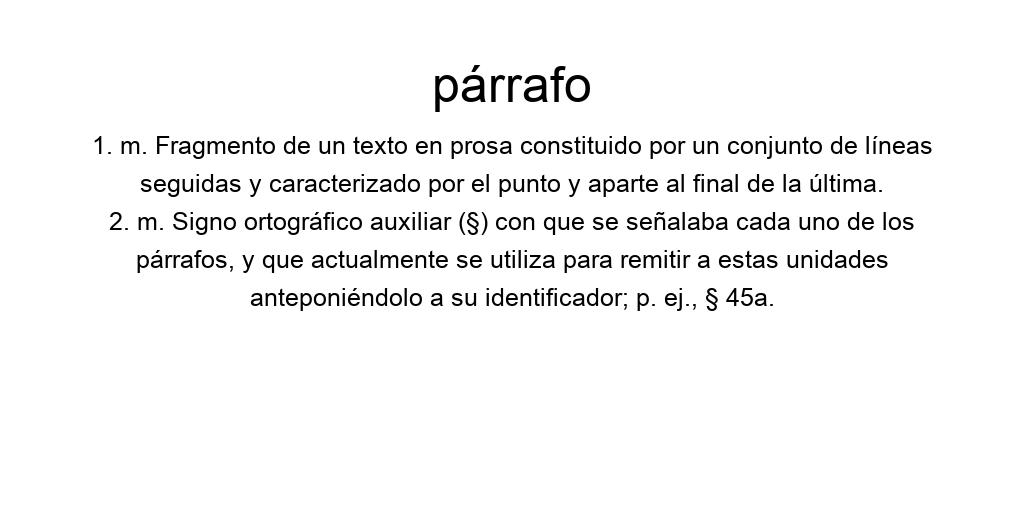 párrafo
1. m. Fragmento de un texto en prosa constituido por un conjunto de líneas
seguidas y caracterizado por el punto y aparte al final de la última.
2. m. Signo ortográfico auxiliar (§) con que se señalaba cada uno de los
párrafos, y que actualmente se utiliza para remitir a estas unidades
anteponiéndolo a su identificador; p. ej., § 45a.